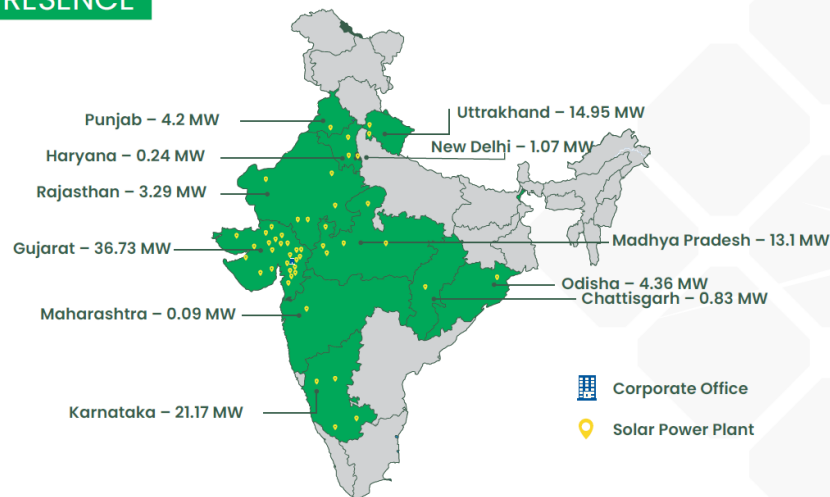 RESENCE
Punjab – 4.2 MW
Uttrakhand – 14.95 MW
Haryana – 0.24 MW
New Delhi – 1.07 MW
Rajasthan – 3.29 MW
Gujarat – 36.73 MW
Madhya Pradesh – 13.1 MW
Odisha – 4.36 MW
Chattisgarh – 0.83 MW
Maharashtra – 0.09 MW
Corporate Office
Karnataka – 21.17 MW
Solar Power Plant